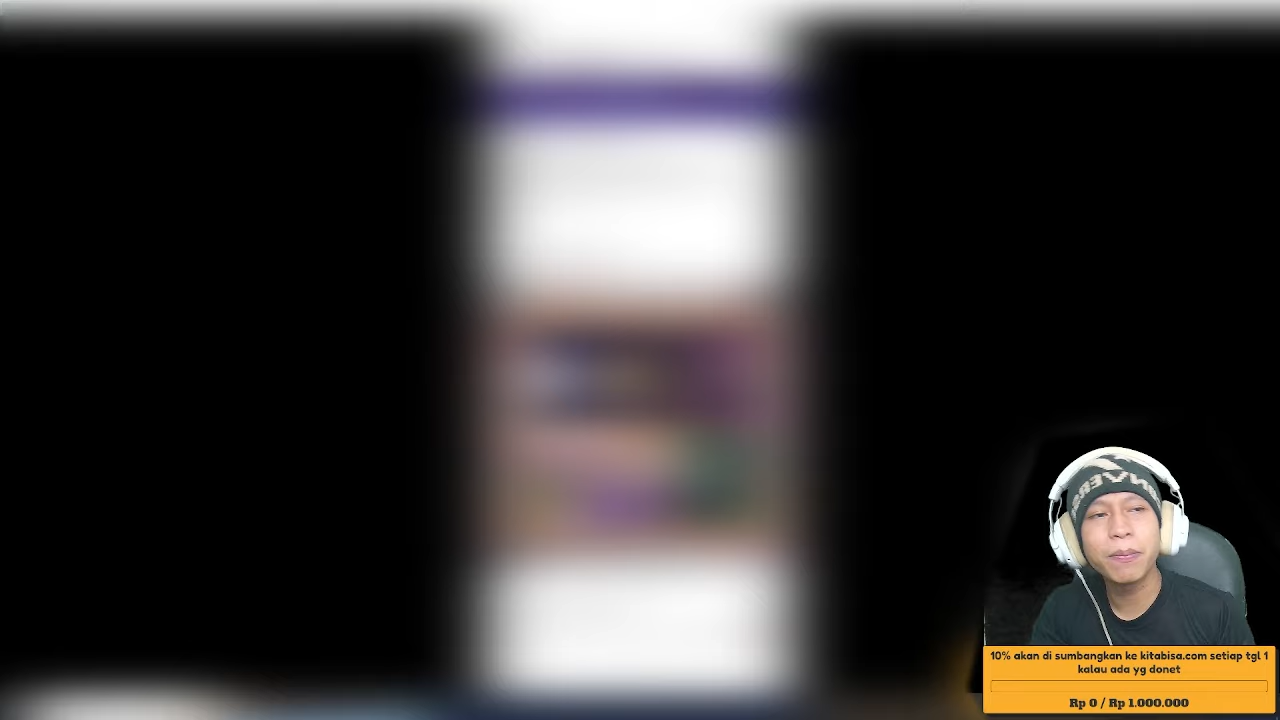 10% akan di sumbangkan ke kitabisa.com setiap tgl 1
kalau ada yg donet
Rp 0 / Rp 1.000.000